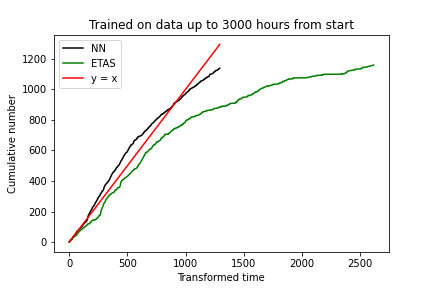 Trained on data up to 3000 hours from start
NN
ETAS
y = x
Cumulative number
1200
1000
800
600
400
200
0
0 500 1000 1500 2000 2500
Transformed time